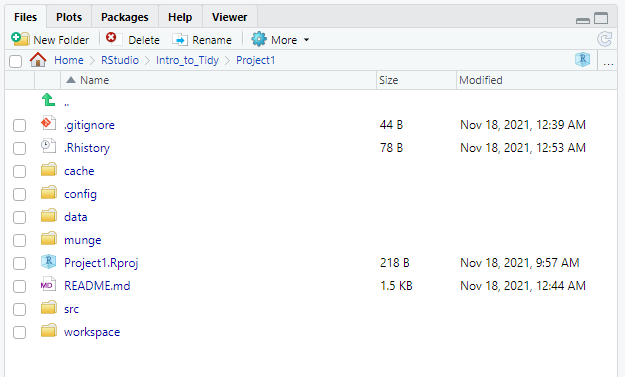 Files Plots Packages Help Viewer
New Folder Delete Rename More
Home RStudio Intro_to_Tidy Project1 R ...
Name Size Modified
..
.gitignore 44 B Nov 18, 2021, 12:39 AM
.Rhistory 78 B Nov 18, 2021, 12:53 AM
cache
config
data
munge
R Project1.Rproj 218 B Nov 18, 2021, 9:57 AM
MD README.md 1.5 KB Nov 18, 2021, 12:44 AM
src
workspace